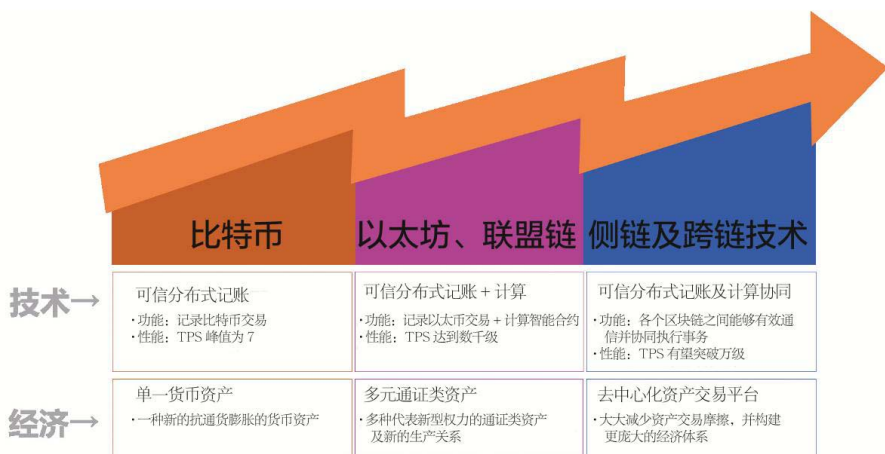 比特币
以太坊、联盟链
侧链及跨链技术
技术→
可信分布式记账
·功能：记录比特币交易
·性能：TPS 峰值为 7
可信分布式记账 + 计算
·功能：记录以太币交易 + 计算智能合约
·性能：TPS 达到数千级
可信分布式记账及计算协同
·功能：各个区块链之间能够有效通
信并协同执行事务
·性能：TPS 有望突破万级
经济→
单一货币资产
·一种新的抗通货膨胀的货币资产
多元通证类资产
·多种代表新型权力的通证类资产
及新的生产关系
去中心化资产交易平台
·大大减少资产交易摩擦，并构建
更庞大的经济体系